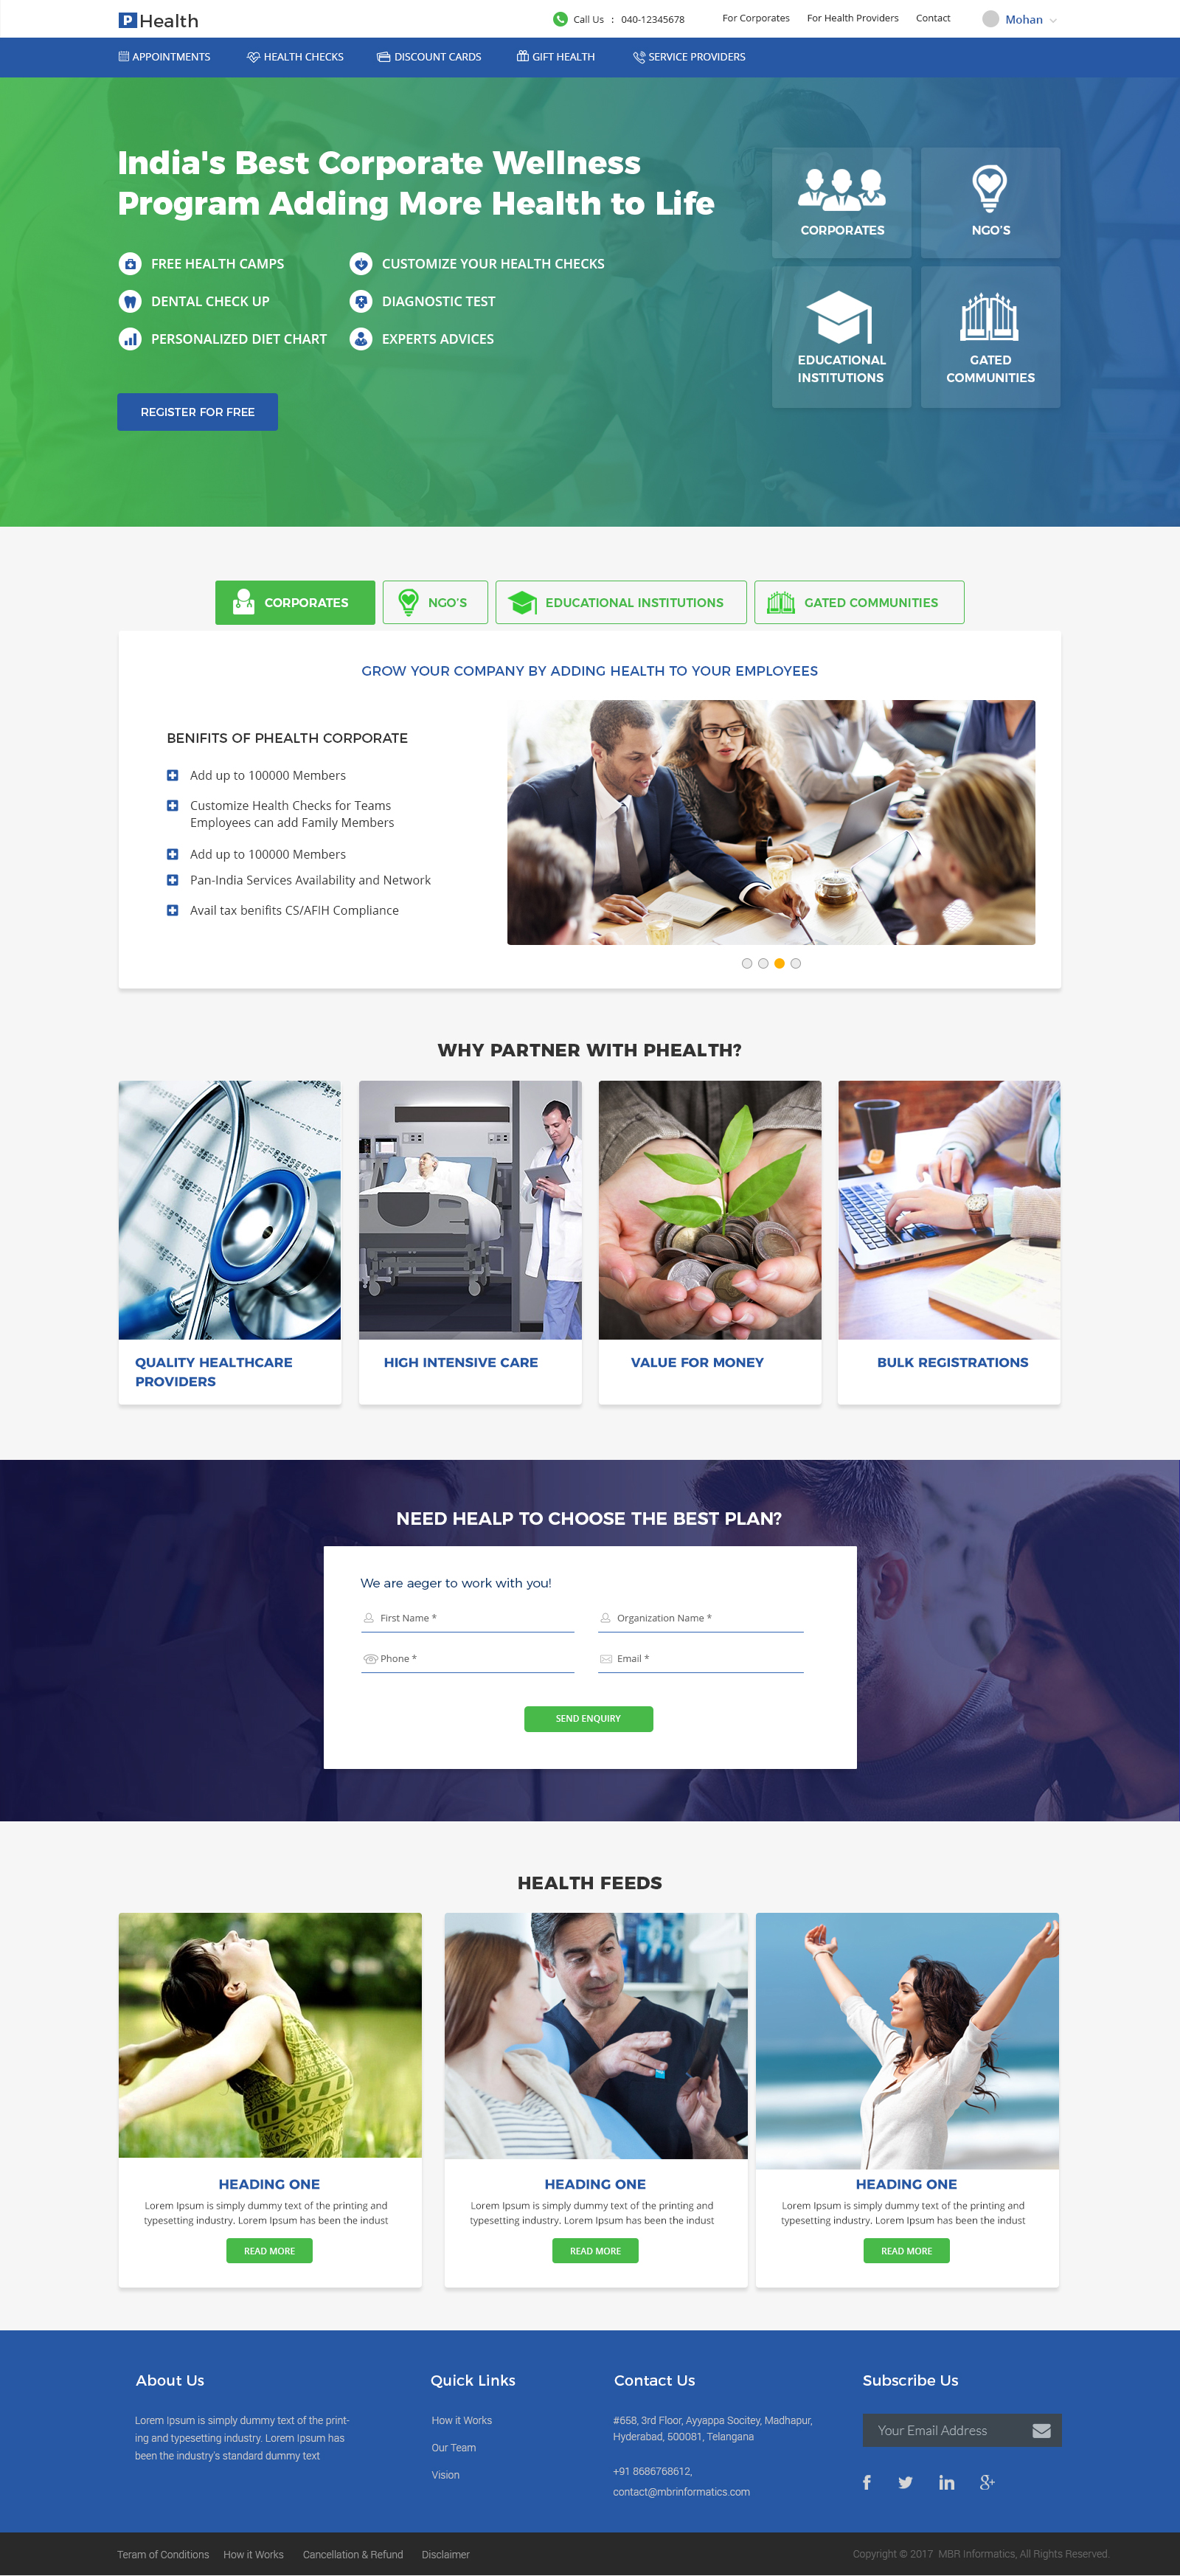 P Health
Call Us : 040-12345678
For Corporates
For Health Providers
Contact
Mohan
APPOINTMENTS
HEALTH CHECKS
DISCOUNT CARDS
GIFT HEALTH
SERVICE PROVIDERS
India's Best Corporate Wellness
Program Adding More Health to Life
FREE HEALTH CAMPS
CUSTOMIZE YOUR HEALTH CHECKS
DENTAL CHECK UP
DIAGNOSTIC TEST
PERSONALIZED DIET CHART
EXPERTS ADVICES
REGISTER FOR FREE
CORPORATES
NGO'S
EDUCATIONAL
INSTITUTIONS
GATED
COMMUNITIES
CORPORATES
NGO'S
EDUCATIONAL INSTITUTIONS
GATED COMMUNITIES
GROW YOUR COMPANY BY ADDING HEALTH TO YOUR EMPLOYEES
BENIFITS OF PHEALTH CORPORATE
Add up to 100000 Members
Customize Health Checks for Teams
Employees can add Family Members
Add up to 100000 Members
Pan-India Services Availability and Network
Avail tax benifits CS/AFIH Compliance
WHY PARTNER WITH PHEALTH?
QUALITY HEALTHCARE
PROVIDERS
HIGH INTENSIVE CARE
VALUE FOR MONEY
BULK REGISTRATIONS
NEED HEALP TO CHOOSE THE BEST PLAN?
We are aeger to work with you!
First Name *
Organization Name *
Phone *
Email *
SEND ENQUIRY
HEALTH FEEDS
HEADING ONE
Lorem Ipsum is simply dummy text of the printing and
typesetting industry. Lorem Ipsum has been the indust
READ MORE
HEADING ONE
Lorem Ipsum is simply dummy text of the printing and
typesetting industry. Lorem Ipsum has been the indust
READ MORE
HEADING ONE
Lorem Ipsum is simply dummy text of the printing and
typesetting industry. Lorem Ipsum has been the indust
READ MORE
About Us
Lorem Ipsum is simply dummy text of the print-
ing and typesetting industry. Lorem Ipsum has
been the industry's standard dummy text
Quick Links
How it Works
Our Team
Vision
Contact Us
#658, 3rd Floor, Ayyappa Socitey, Madhapur,
Hyderabad, 500081, Telangana
+91 8686768612,
contact@mbrinformatics.com
Subscribe Us
Your Email Address
Teram of Conditions
How it Works
Cancellation & Refund
Disclaimer
Copyright © 2017 MBR Informatics, All Rights Reserved.